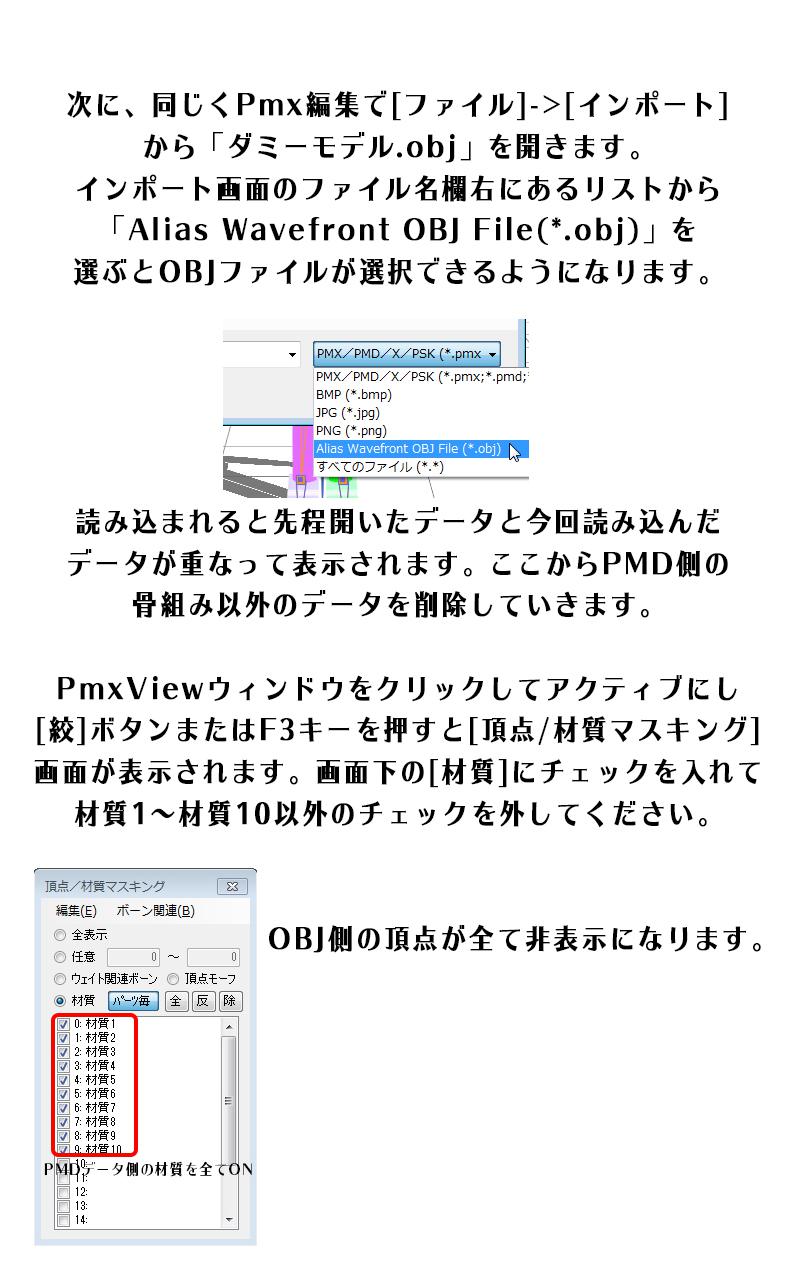 次に、同じくPmx編集で[ファイル]->[インポート]
から「ダミーモデル.obj」を開きます。
インポート画面のファイル名欄右にあるリストから
「Alias Wavefront OBJ File(*.obj)」を
選ぶとOBJファイルが選択できるようになります。
PMX／PMD／X／PSK (*.pmx
PMX／PMD／X／PSK (*.pmx;*.pmd;
BMP (*.bmp)
JPG (*.jpg)
PNG (*.png)
Alias Wavefront OBJ File (*.obj)
すべてのファイル (*.*)
読み込まれると先程開いたデータと今回読み込んだ
データが重なって表示されます。ここからPMD側の
骨組み以外のデータを削除していきます。
PmxViewウィンドウをクリックしてアクティブにし
[絞]ボタンまたはF3キーを押すと[頂点/材質マスキング]
画面が表示されます。画面下の[材質]にチェックを入れて
材質1～材質10以外のチェックを外してください。
頂点／材質マスキング
編集(E) ボーン関連(B)
全表示
任意 0 ～ 0
ウェイト関連ボーン 頂点モーフ
材質 パーツ毎 全 反 除
0: 材質1
1: 材質2
2: 材質3
3: 材質4
4: 材質5
5: 材質6
6: 材質7
7: 材質8
8: 材質9
9: 材質10
10:
PMDデータ側の材質を全てON
11:
12:
13:
14:
OBJ側の頂点が全て非表示になります。